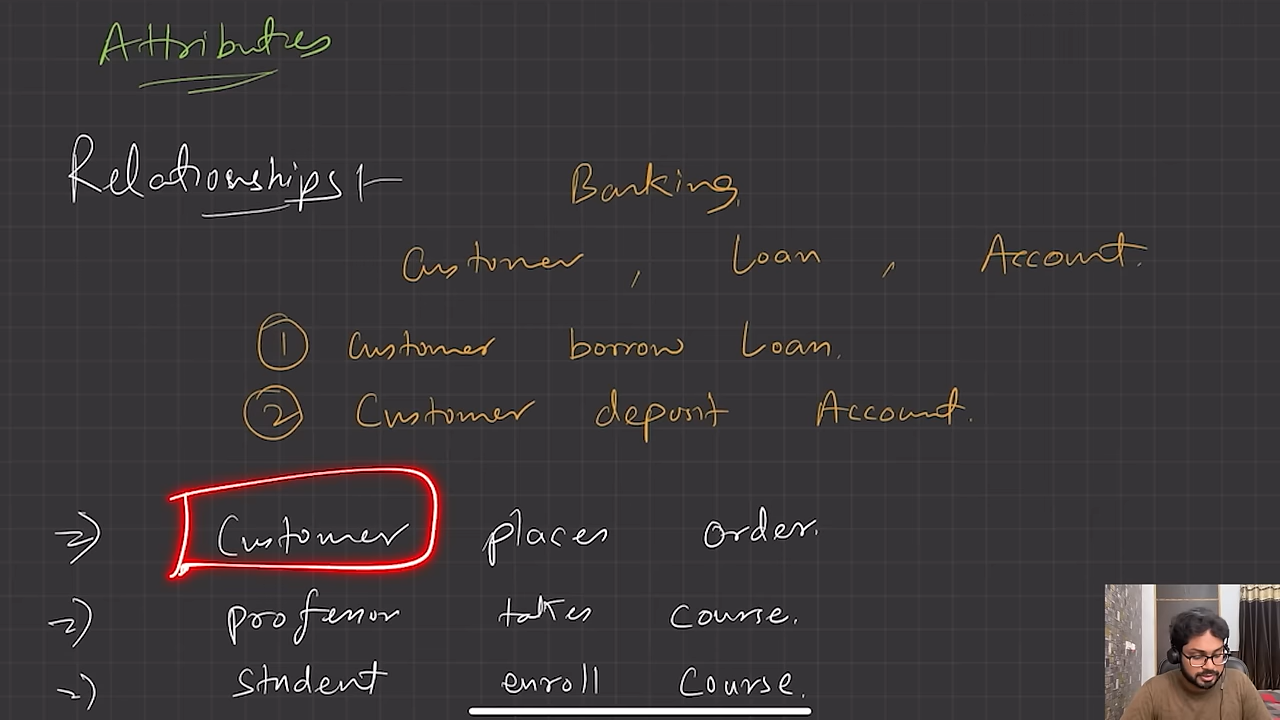 Attributes
Relationships :-
Banking
Customer , Loan , Account.
① Customer borrow Loan.
② Customer deposit Account.
=) Customer places order.
=) professor takes Course.
=) student enroll Course.